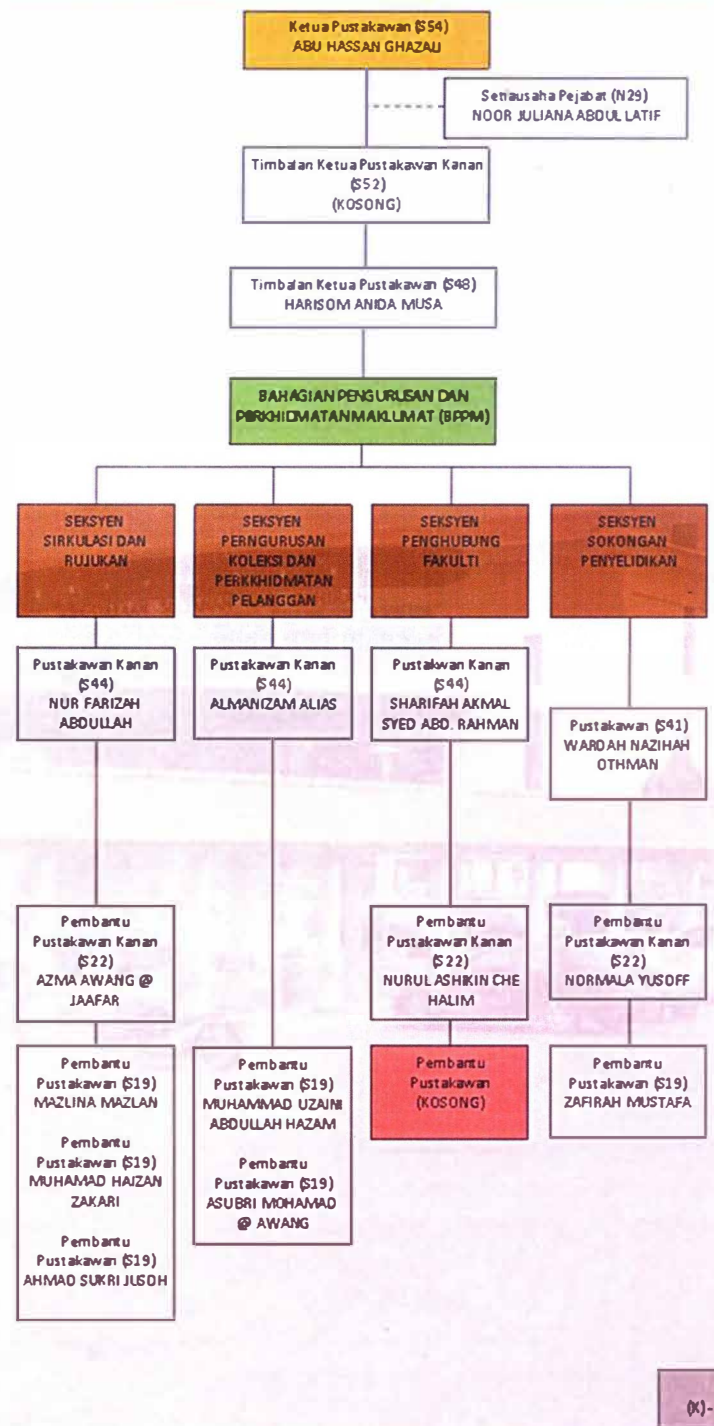 Ketua Pustakawan (S54)
ABU HASSAN GHAZALI
Setiausaha Pejabat (N29)
NOOR JULIANA ABDUL LATIF
Timbalan Ketua Pustakawan Kanan
(S52)
(KOSONG)
Timbalan Ketua Pustakawan (S48)
HARISOM ANIDA MUSA
BAHAGIAN PENGURUSAN DAN
PERKHIDMATAN MAKLUMAT (BPPM)
SEKSYEN
SIRKULASI DAN
RUJUKAN
Pustakawan Kanan
(S44)
NUR FARIZAH
ABDULLAH
Pembantu
Pustakawan Kanan
(S22)
AZMA AWANG @
JAAFAR
Pembantu
Pustakawan (S19)
MAZLINA MAZLAN
Pembantu
Pustakawan (S19)
MUHAMAD HAIZAN
ZAKARI
Pembantu
Pustakawan (S19)
AHMAD SUKRI JUSOH
SEKSYEN
PERNGURUSAN
KOLEKSI DAN
PERKKHIDMATAN
PELANGGAN
Pustakawan Kanan
(S44)
ALMANIZAM ALIAS
Pembantu
Pustakawan (S19)
MUHAMMAD UZAINI
ABDULLAH HAZAM
Pembantu
Pustakawan (S19)
ASUBRI MOHAMAD
@ AWANG
SEKSYEN
PENGHUBUNG
FAKULTI
Pustakwan Kanan
(S44)
SHARIFAH AKMAL
SYED ABD. RAHMAN
Pembantu
Pustakawan Kanan
(S22)
NURUL ASHIKIN CHE
HALIM
Pembantu
Pustakawan
(KOSONG)
SEKSYEN
SOKONGAN
PENYELIDIKAN
Pustakawan (S41)
WARDAH NAZIHAH
OTHMAN
Pembantu
Pustakawan Kanan
(S22)
NORMALA YUSOFF
Pembantu
Pustakawan (S19)
ZAFIRAH MUSTAFA
(X)-